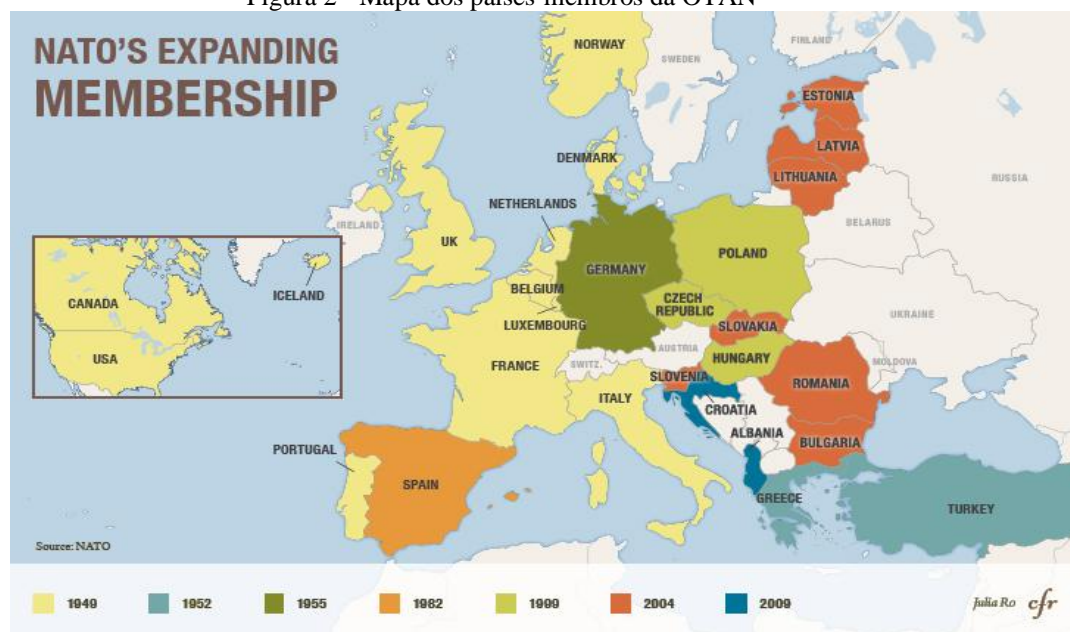 Figura 2 - Mapa dos países membros da OTAN
NATO'S EXPANDING
MEMBERSHIP
NORWAY
SWEDEN
FINLAND
ESTONIA
LATVIA
LITHUANIA
RUSSIA
DENMARK
NETHERLANDS
IRELAND
UK
BELARUS
GERMANY
POLAND
BELGIUM
CZECH
REPUBLIC
LUXEMBOURG
SLOVAKIA
UKRAINE
CANADA
ICELAND
USA
FRANCE
SWITZ.
AUSTRIA
HUNGARY
MOLDOVA
SLOVENIA
ROMANIA
ITALY
CROATIA
ALBANIA
BULGARIA
PORTUGAL
SPAIN
GREECE
TURKEY
Source: NATO
1949
1952
1955
1982
1999
2004
2009
Julia Ro cfr